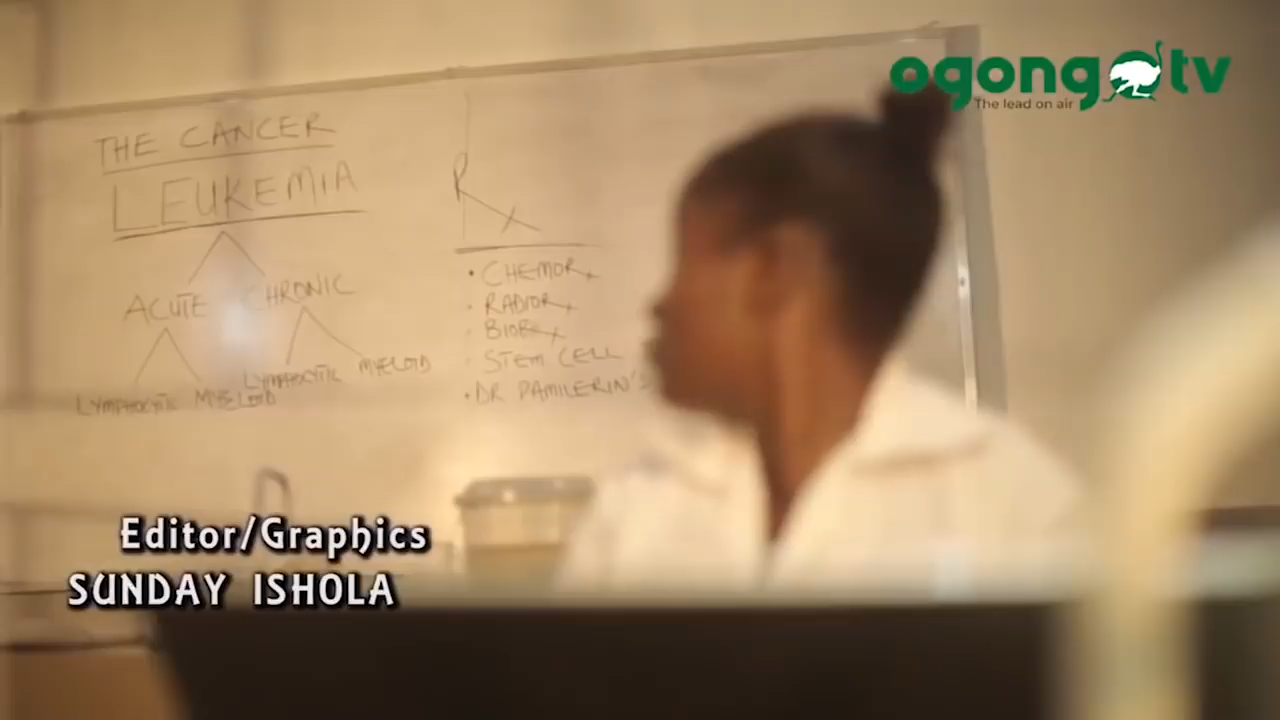 ogong tv
The lead on air
THE CANCER
LEUKEMIA
ACUTE CHRONIC
LYMPHOCYTIC MYELOID
LYMPHOCYTIC MYELOID
Rx
• CHEMORx
• RADIORx
• BIORx
• STEM CELL
• DR PAMILERIN'S
Editor/Graphics
SUNDAY ISHOLA